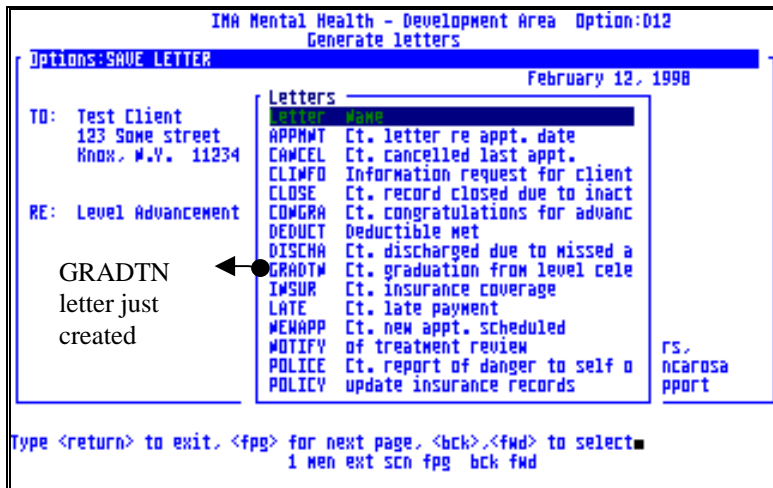 IMA Mental Health - Development Area Option:D12
Generate letters
Options:SAVE LETTER
February 12, 1998
TO: Test Client
123 Some street
Knox, N.Y. 11234
RE: Level Advancement
Letters
Letter Name
APPMNT Ct. letter re appt. date
CANCEL Ct. cancelled last appt.
CLINFO Information request for client
CLOSE Ct. record closed due to inact
CONGRA Ct. congratulations for advanc
DEDUCT Deductible met
DISCHA Ct. discharged due to missed a
GRADTN Ct. graduation from level cele
INSUR Ct. insurance coverage
LATE Ct. late payment
NEWAPP Ct. new appt. scheduled
NOTIFY of treatment review
POLICE Ct. report of danger to self o
POLICY update insurance records
GRADTN
letter just
created
rs,
ncarosa
pport
Type <return> to exit, <fpg> for next page, <bck>,<fwd> to select
1 men ext scn fpg bck fwd